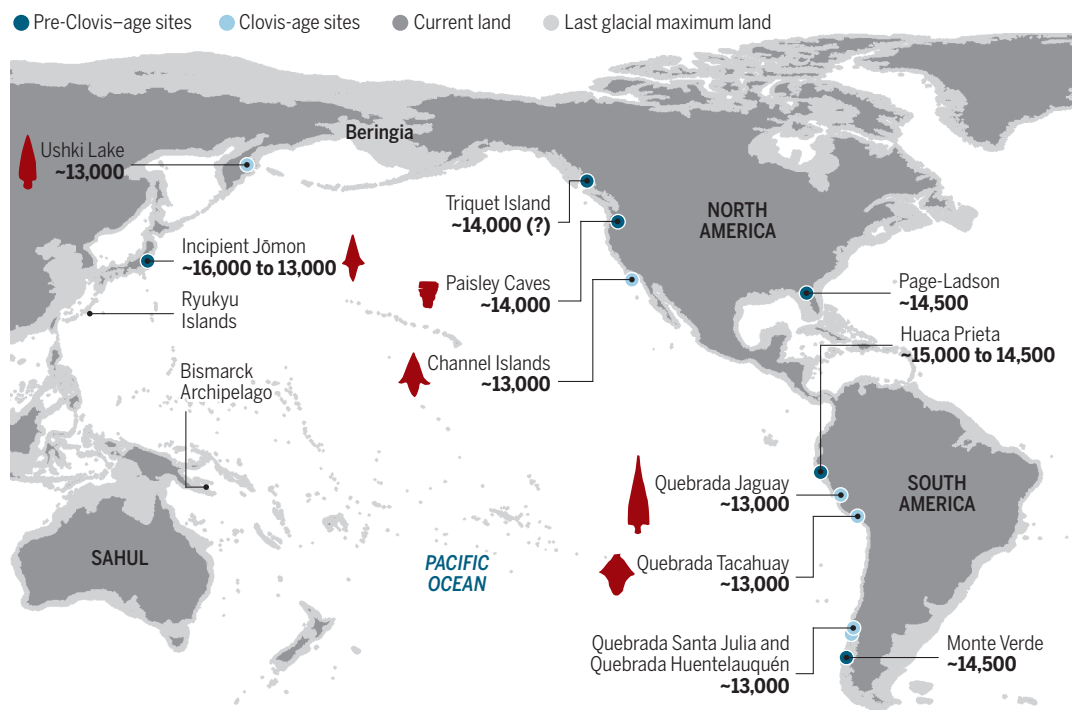 Pre-Clovis–age sites
Clovis-age sites
Current land
Last glacial maximum land
Beringia
Ushki Lake
~13,000
Triquet Island
~14,000 (?)
NORTH
AMERICA
Incipient Jōmon
~16,000 to 13,000
Paisley Caves
~14,000
Page-Ladson
~14,500
Ryukyu
Islands
Huaca Prieta
~15,000 to 14,500
Channel Islands
~13,000
Bismarck
Archipelago
Quebrada Jaguay
~13,000
SOUTH
AMERICA
SAHUL
PACIFIC
OCEAN
Quebrada Tacahuay
~13,000
Quebrada Santa Julia and
Quebrada Huentelauquén
~13,000
Monte Verde
~14,500